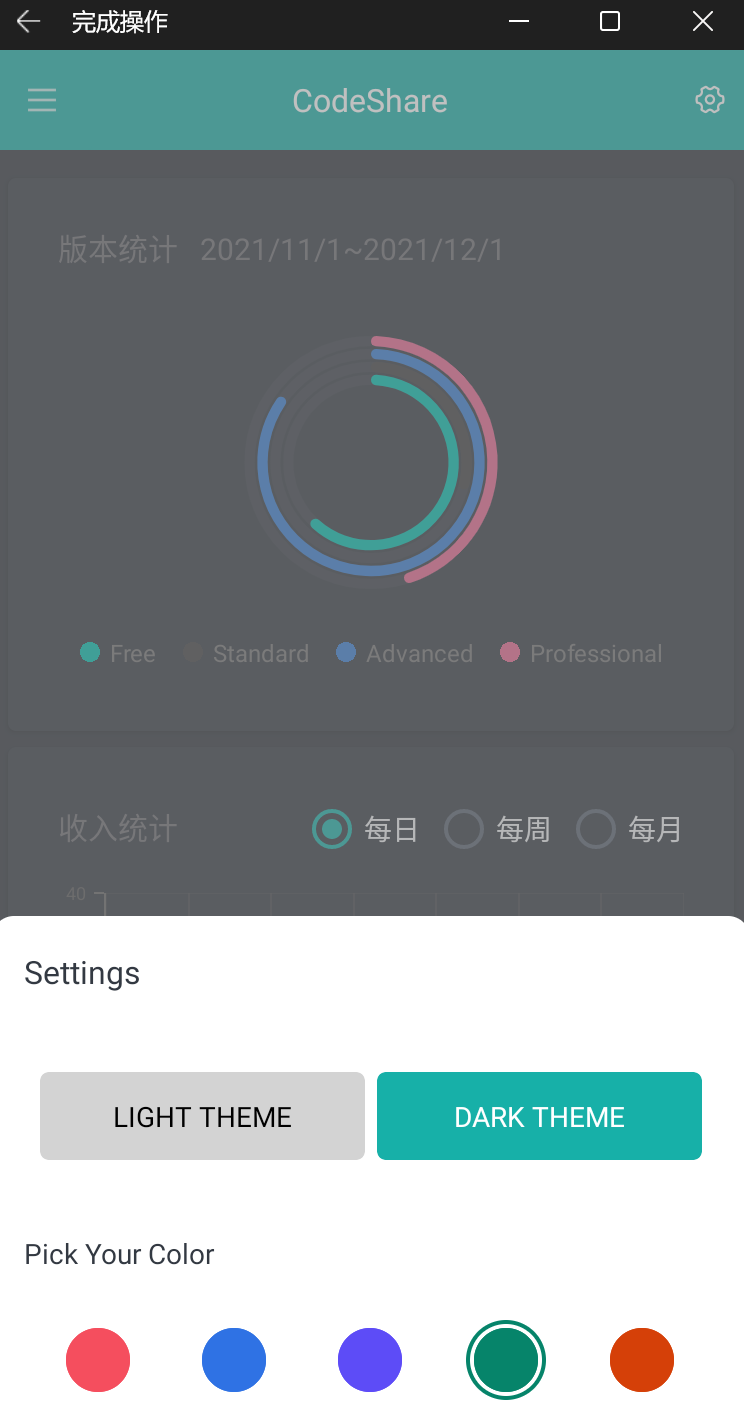 完成操作
CodeShare
版本统计 2021/11/1~2021/12/1
Free Standard Advanced Professional
收入统计 每日 每周 每月
40
Settings
LIGHT THEME DARK THEME
Pick Your Color